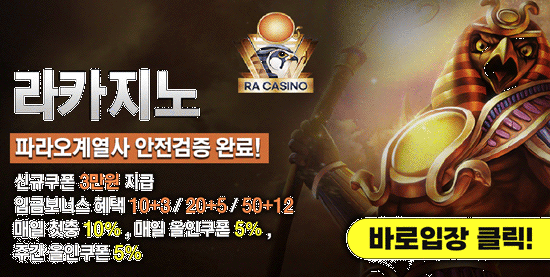 RA CASINO
라카지노
파라오계열사 안전검증 완료!
신규쿠폰 3만원 지급
입플보너스 혜택 10+3 / 20+5 / 50+12
매일 첫충 10% , 매일 올인쿠폰 5% ,
주간 올인쿠폰 5%
바로입장 클릭!